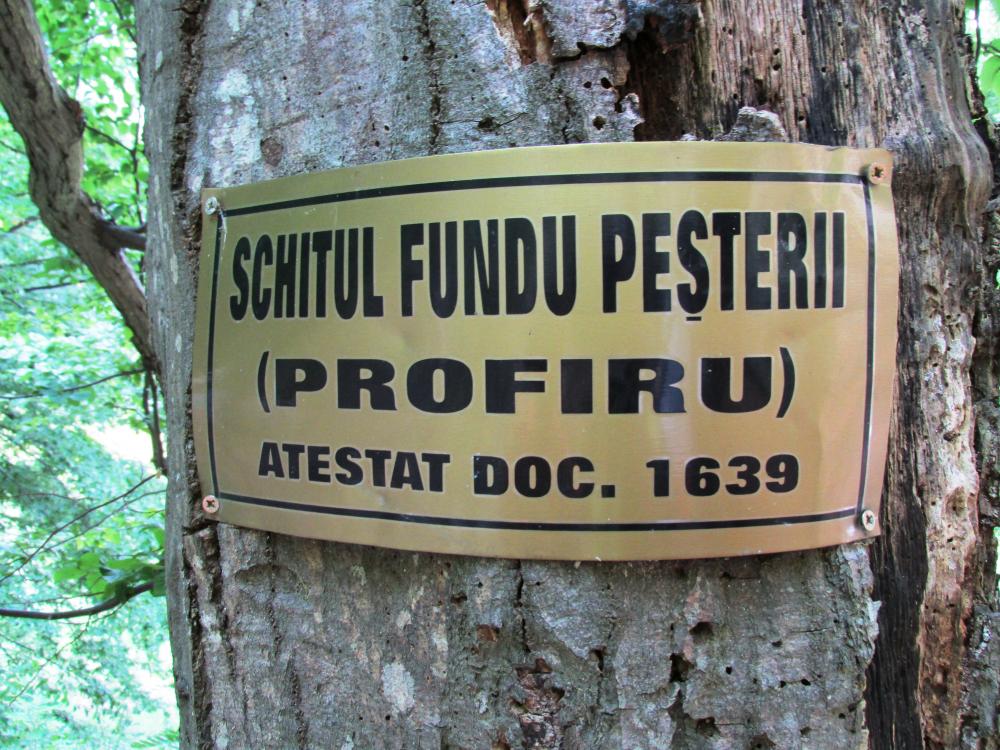 SCHITUL FUNDU PEȘTERII
(PROFIRU)
ATESTAT DOC. 1639